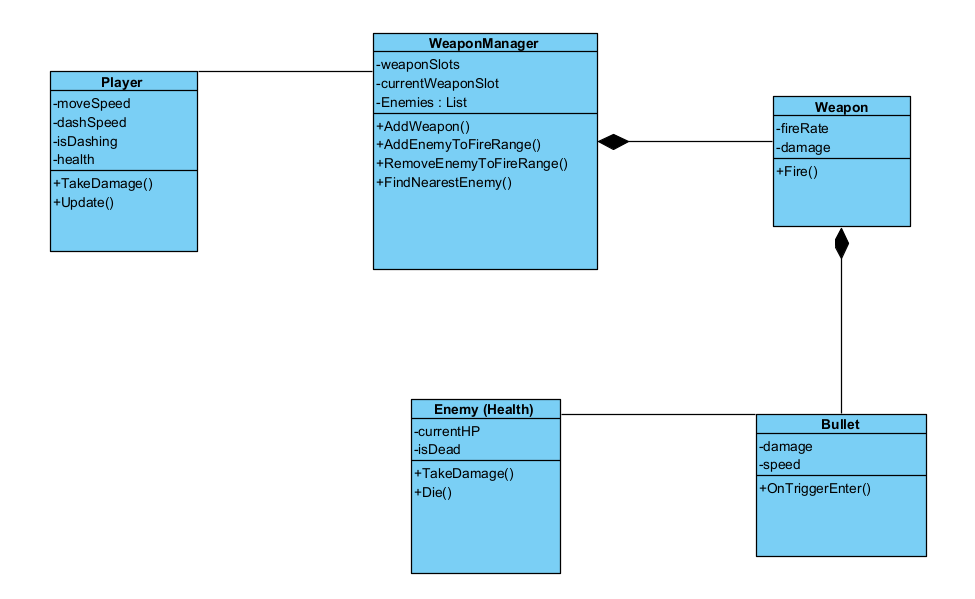 Player
-moveSpeed
-dashSpeed
-isDashing
-health
+TakeDamage()
+Update()
WeaponManager
-weaponSlots
-currentWeaponSlot
-Enemies : List
+AddWeapon()
+AddEnemyToFireRange()
+RemoveEnemyToFireRange()
+FindNearestEnemy()
Weapon
-fireRate
-damage
+Fire()
Enemy (Health)
-currentHP
-isDead
+TakeDamage()
+Die()
Bullet
-damage
-speed
+OnTriggerEnter()